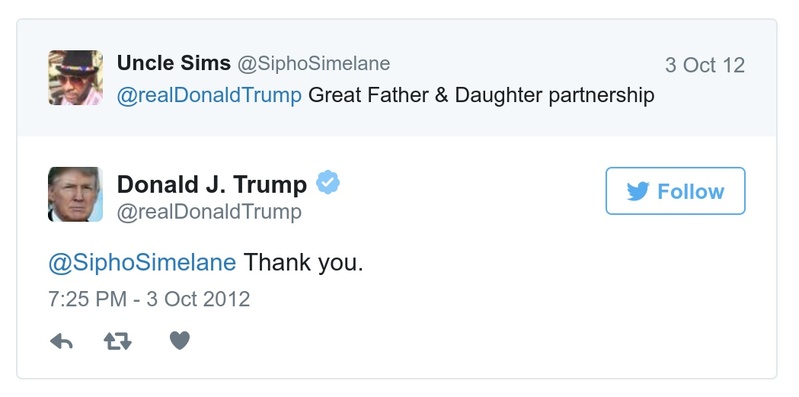 Uncle Sims @SiphoSimelane 3 Oct 12
@realDonaldTrump Great Father & Daughter partnership
Donald J. Trump
@realDonaldTrump
Follow
@SiphoSimelane Thank you.
7:25 PM - 3 Oct 2012